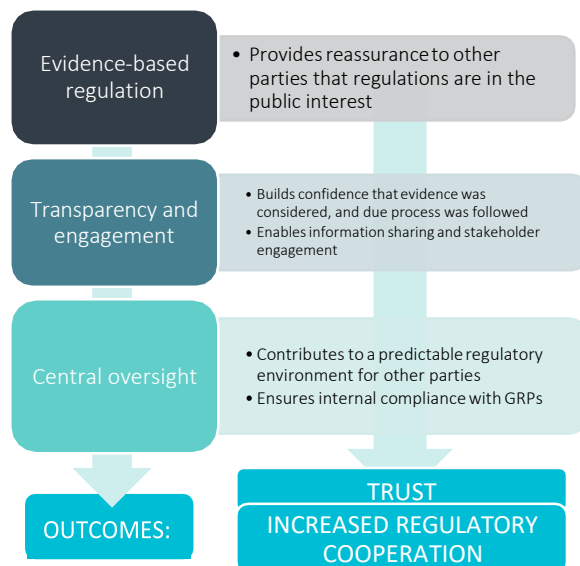 Evidence-based
regulation
• Provides reassurance to other
parties that regulations are in the
public interest
Transparency and
engagement
• Builds confidence that evidence was
considered, and due process was followed
• Enables information sharing and stakeholder
engagement
Central oversight
• Contributes to a predictable regulatory
environment for other parties
• Ensures internal compliance with GRPs
OUTCOMES:
TRUST
INCREASED REGULATORY
COOPERATION